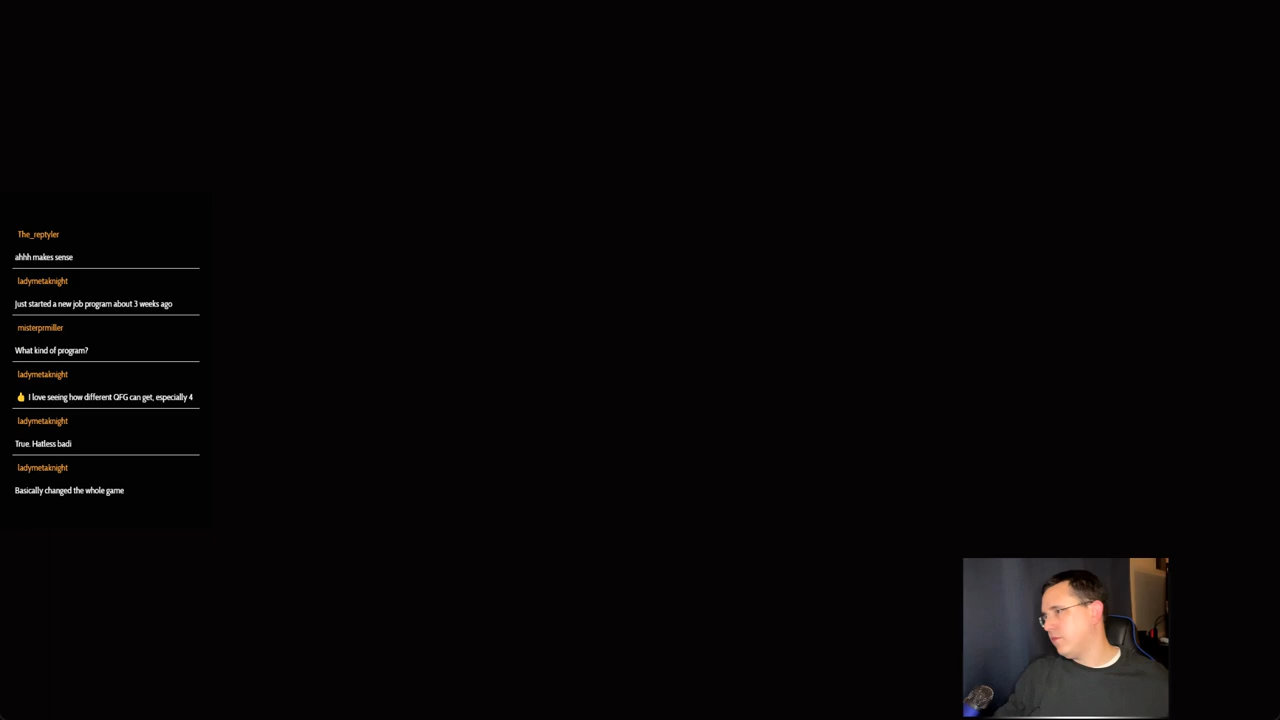 The_reptyler
ahhh makes sense
ladymetaknight
Just started a new job program about 3 weeks ago
misterprmiller
What kind of program?
ladymetaknight
👍 I love seeing how different QFG can get, especially 4
ladymetaknight
True. Hatless badi
ladymetaknight
Basically changed the whole game